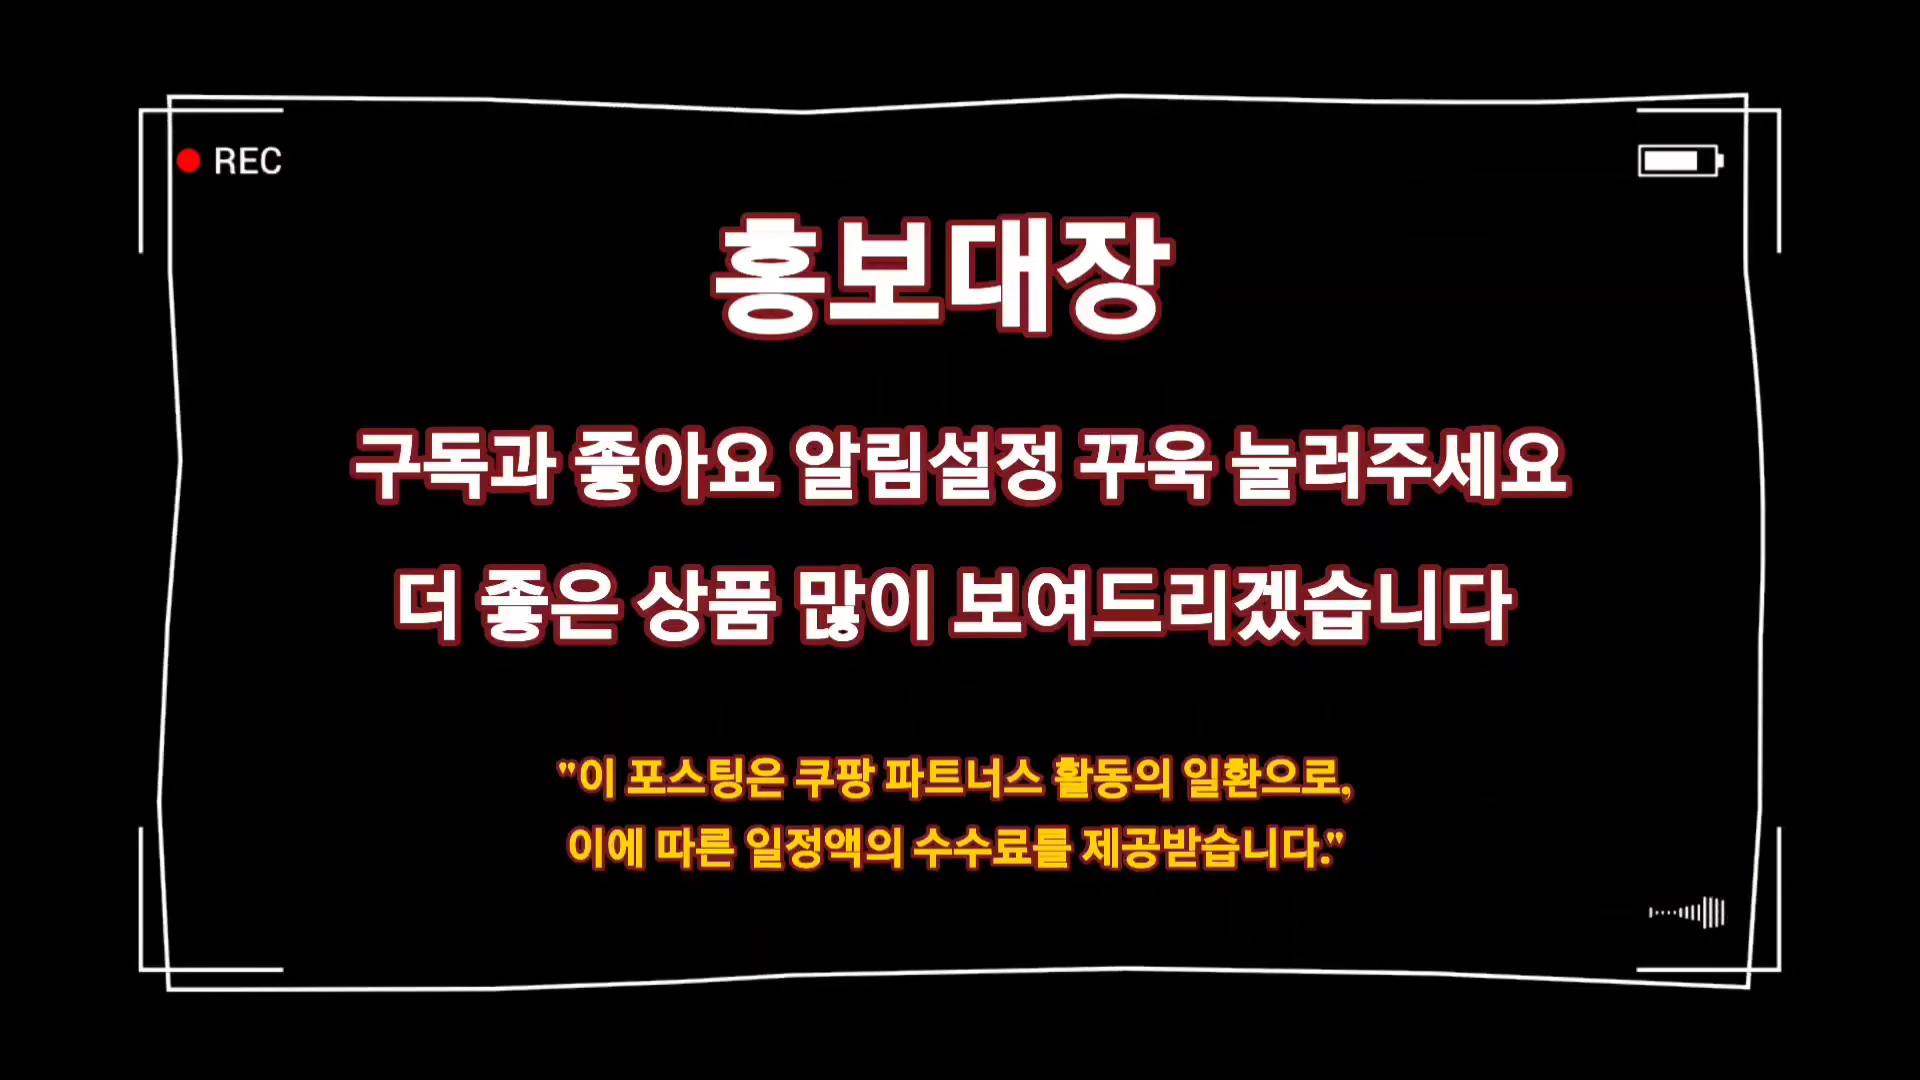 REC
홍보대장
구독과 좋아요 알림설정 꾸욱 눌러주세요
더 좋은 상품 많이 보여드리겠습니다
"이 포스팅은 쿠팡 파트너스 활동의 일환으로,
이에 따른 일정액의 수수료를 제공받습니다."